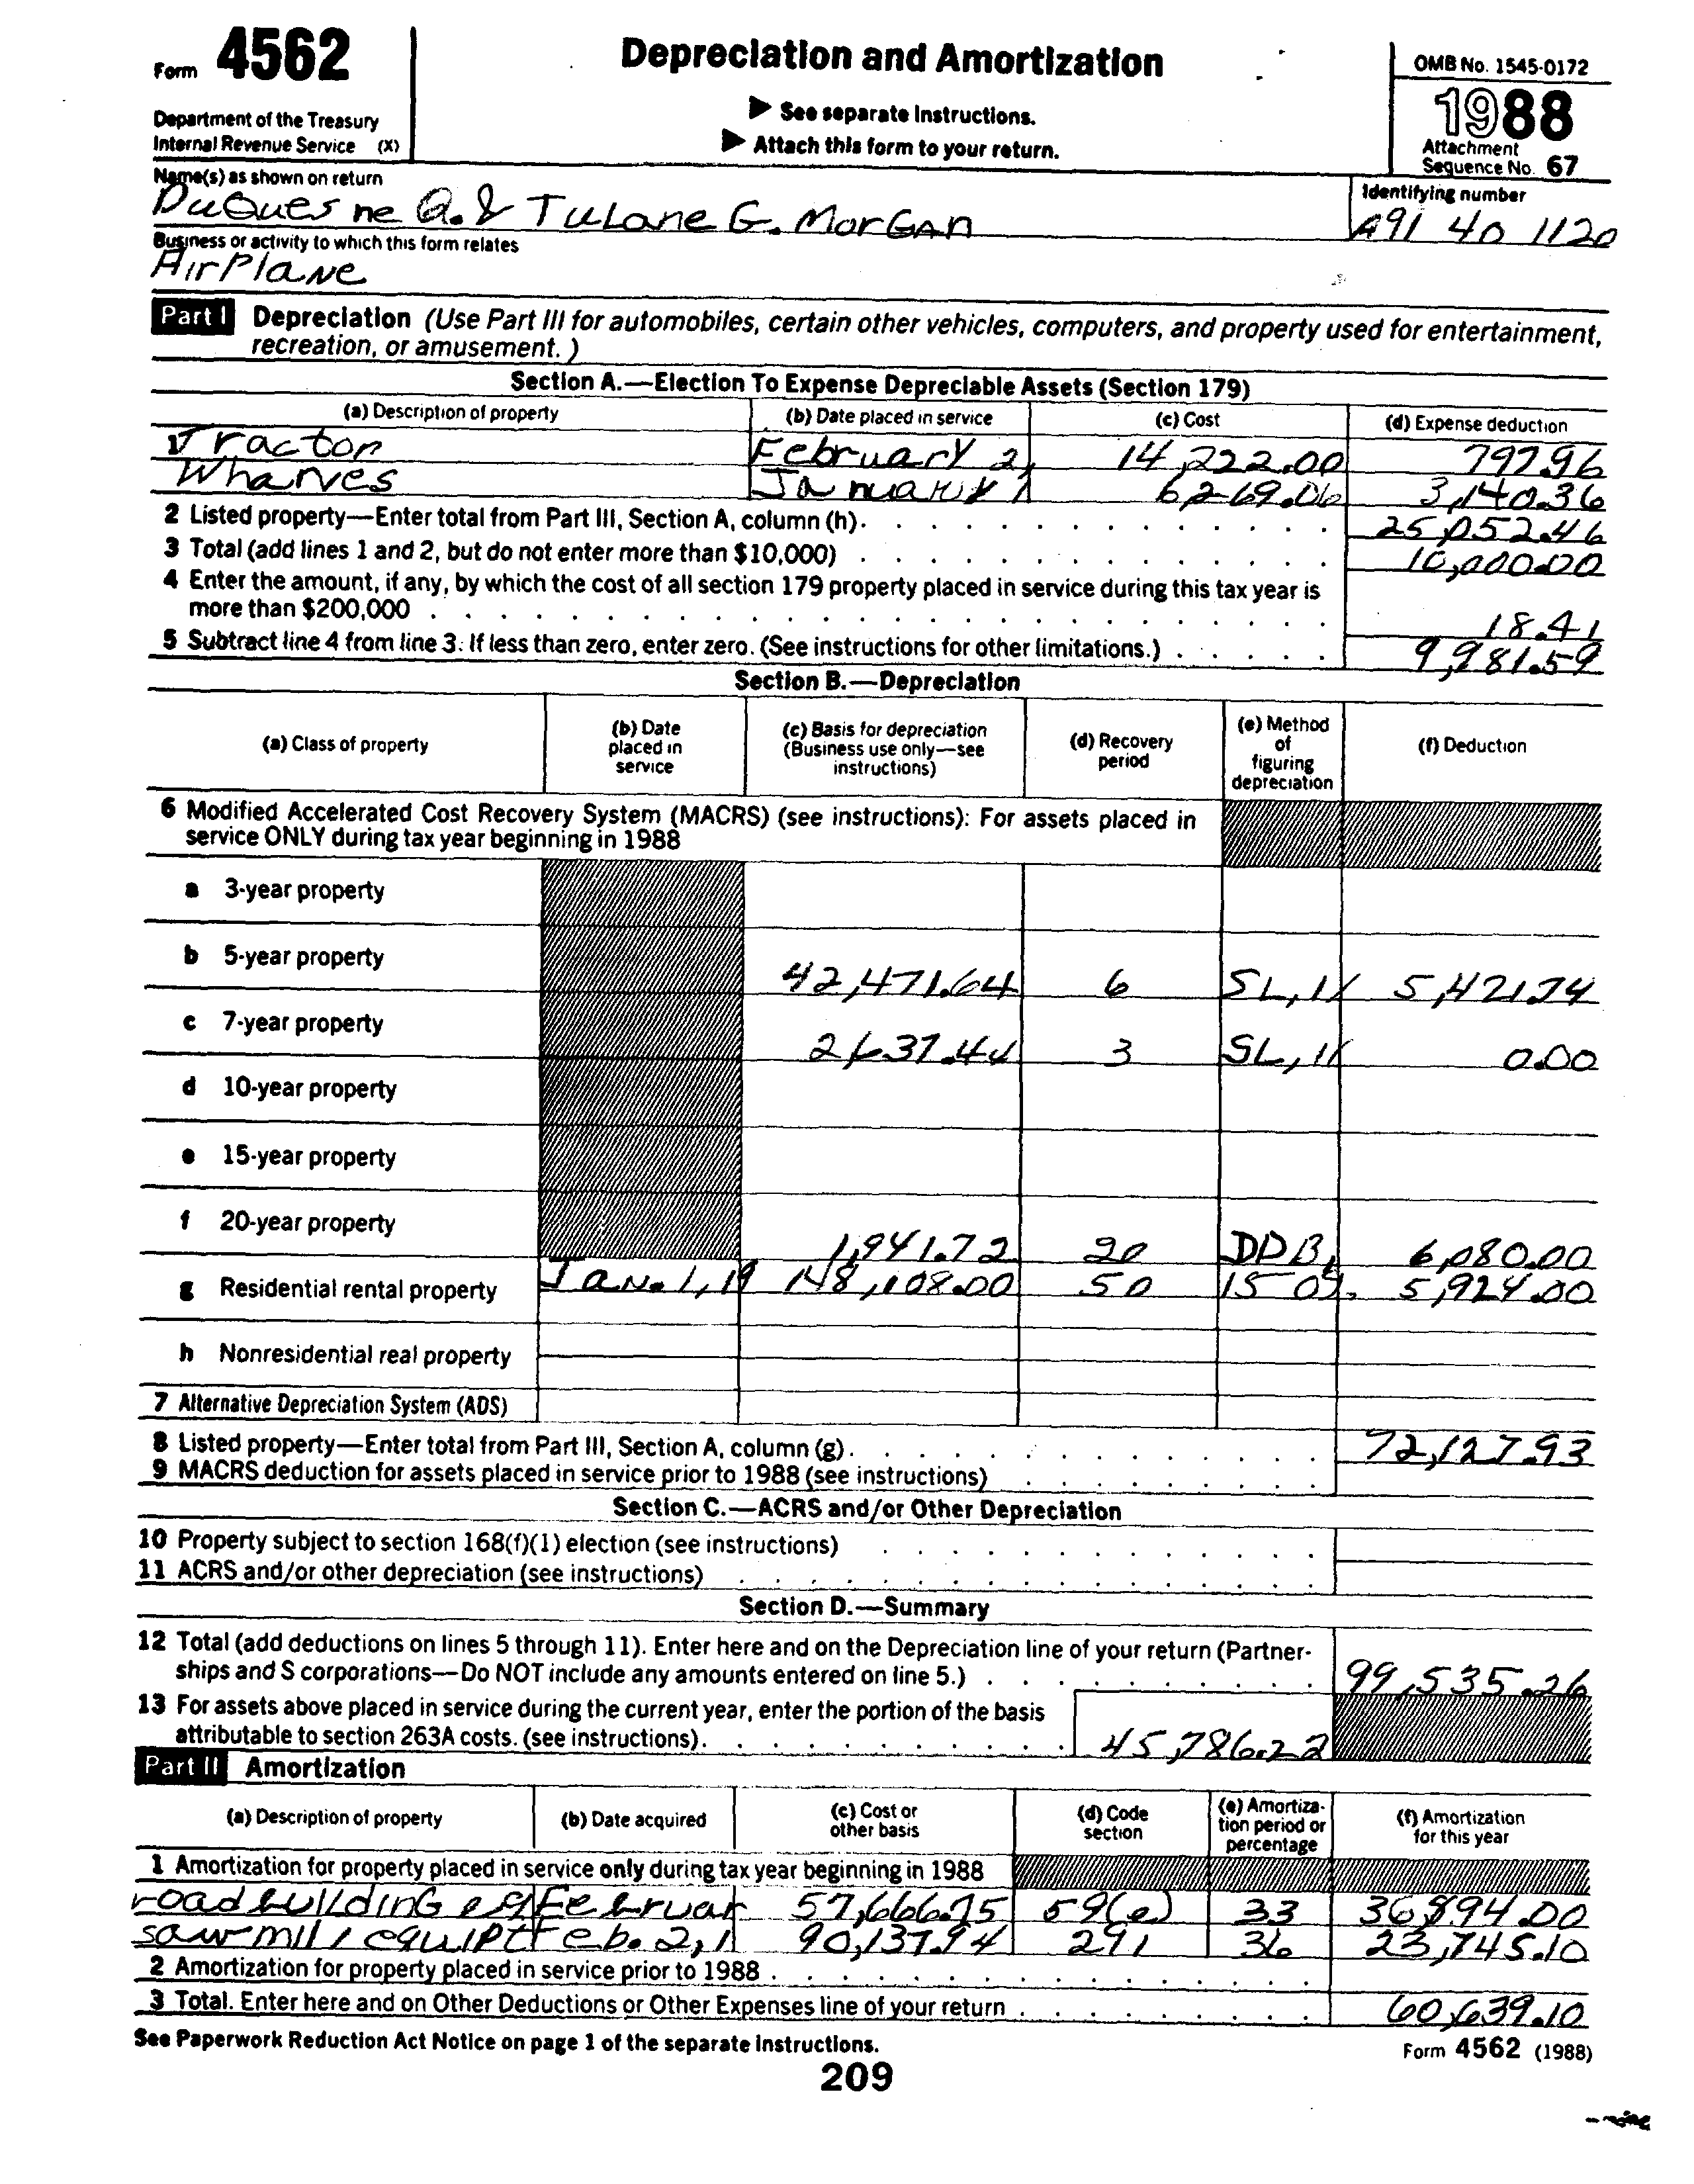 Form 4562
Depreciation and Amortization
OMB No. 1545-0172
1988
Department of the Treasury
Internal Revenue Service (X)
▶ See separate Instructions.
▶ Attach this form to your return.
Attachment
Sequence No. 67
Name(s) as shown on return
Identifying number
DuQuesne Q. & TuLane G. MorGAn
91 40 1120
Business or activity to which this form relates
AirPlaNe
Part I Depreciation (Use Part III for automobiles, certain other vehicles, computers, and property used for entertainment,
recreation, or amusement.)
Section A.—Election To Expense Depreciable Assets (Section 179)
(a) Description of property (b) Date placed in service (c) Cost (d) Expense deduction
1 Tractor February 2, 14,222.00 797.96
Wharves January 1 6,269.06 3,140.36
2 Listed property—Enter total from Part III, Section A, column (h). 25,052.46
3 Total (add lines 1 and 2, but do not enter more than $10,000) 10,000.00
4 Enter the amount, if any, by which the cost of all section 179 property placed in service during this tax year is
more than $200,000 18.41
5 Subtract line 4 from line 3. If less than zero, enter zero. (See instructions for other limitations.) 9,981.59
Section B.—Depreciation
(a) Class of property
(b) Date
placed in
service
(c) Basis for depreciation
(Business use only—see
instructions)
(d) Recovery
period
(e) Method
of
figuring
depreciation
(f) Deduction
6 Modified Accelerated Cost Recovery System (MACRS) (see instructions): For assets placed in
service ONLY during tax year beginning in 1988
a 3-year property
b 5-year property 42,471.64 6 SL, 5,421.74
c 7-year property 2,637.44 3 SL, 0.00
d 10-year property
e 15-year property
f 20-year property 1,941.72 20 DDB, 6,080.00
g Residential rental property Jan. 1, 19 148,108.00 50 5,924.00
h Nonresidential real property
7 Alternative Depreciation System (ADS)
8 Listed property—Enter total from Part III, Section A, column (g). 72,127.93
9 MACRS deduction for assets placed in service prior to 1988 (see instructions)
Section C.—ACRS and/or Other Depreciation
10 Property subject to section 168(f)(1) election (see instructions)
11 ACRS and/or other depreciation (see instructions)
Section D.—Summary
12 Total (add deductions on lines 5 through 11). Enter here and on the Depreciation line of your return (Partner-
ships and S corporations—Do NOT include any amounts entered on line 5.) 99,535.26
13 For assets above placed in service during the current year, enter the portion of the basis
attributable to section 263A costs. (see instructions). 45,786.22
Part II Amortization
(a) Description of property
(b) Date acquired
(c) Cost or
other basis
(d) Code
section
(e) Amortiza-
tion period or
percentage
(f) Amortization
for this year
1 Amortization for property placed in service only during tax year beginning in 1988
roadbuildinG eq Februar 57,666.75 59(e) 33 36,894.00
sawmill equipt Feb. 2, 1 90,137.94 291 36 23,745.10
2 Amortization for property placed in service prior to 1988
3 Total. Enter here and on Other Deductions or Other Expenses line of your return 60,639.10
See Paperwork Reduction Act Notice on page 1 of the separate instructions.
Form 4562 (1988)
209